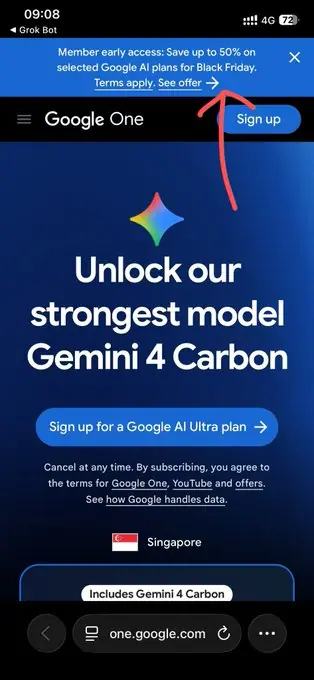 09:08
4G 72
Grok Bot
Member early access: Save up to 50% on
selected Google AI plans for Black Friday.
Terms apply. See offer →
Google One
Sign up
Unlock our
strongest model
Gemini 4 Carbon
Sign up for a Google AI Ultra plan →
Cancel at any time. By subscribing, you agree to
the terms for Google One, YouTube and offers.
See how Google handles data.
Singapore
Includes Gemini 4 Carbon
one.google.com